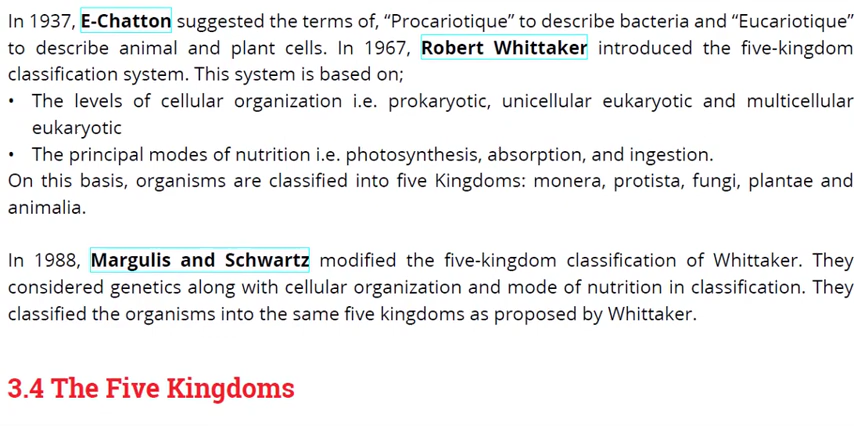 In 1937, E-Chatton suggested the terms of, “Procariotique” to describe bacteria and “Eucariotique”
to describe animal and plant cells. In 1967, Robert Whittaker introduced the five-kingdom
classification system. This system is based on;
• The levels of cellular organization i.e. prokaryotic, unicellular eukaryotic and multicellular
eukaryotic
• The principal modes of nutrition i.e. photosynthesis, absorption, and ingestion.
On this basis, organisms are classified into five Kingdoms: monera, protista, fungi, plantae and
animalia.
In 1988, Margulis and Schwartz modified the five-kingdom classification of Whittaker. They
considered genetics along with cellular organization and mode of nutrition in classification. They
classified the organisms into the same five kingdoms as proposed by Whittaker.
3.4 The Five Kingdoms